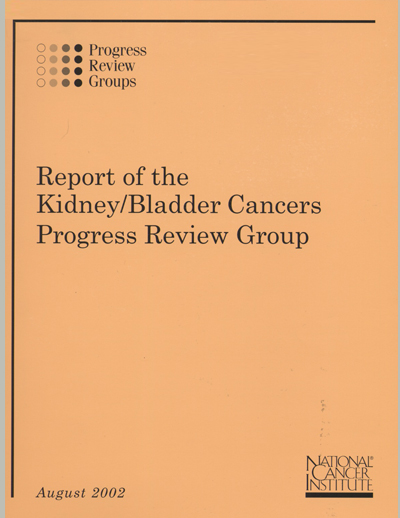 Progress
Review
Groups
Report of the
Kidney/Bladder Cancers
Progress Review Group
NATIONAL®
CANCER
INSTITUTE
August 2002